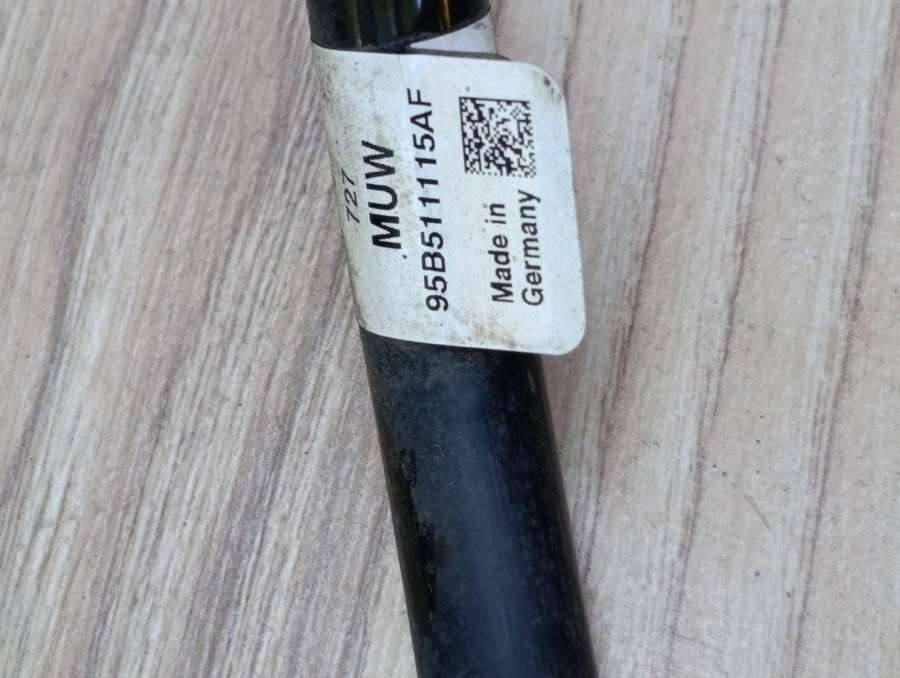 727
MUW
95B511115AF
Made in
Germany